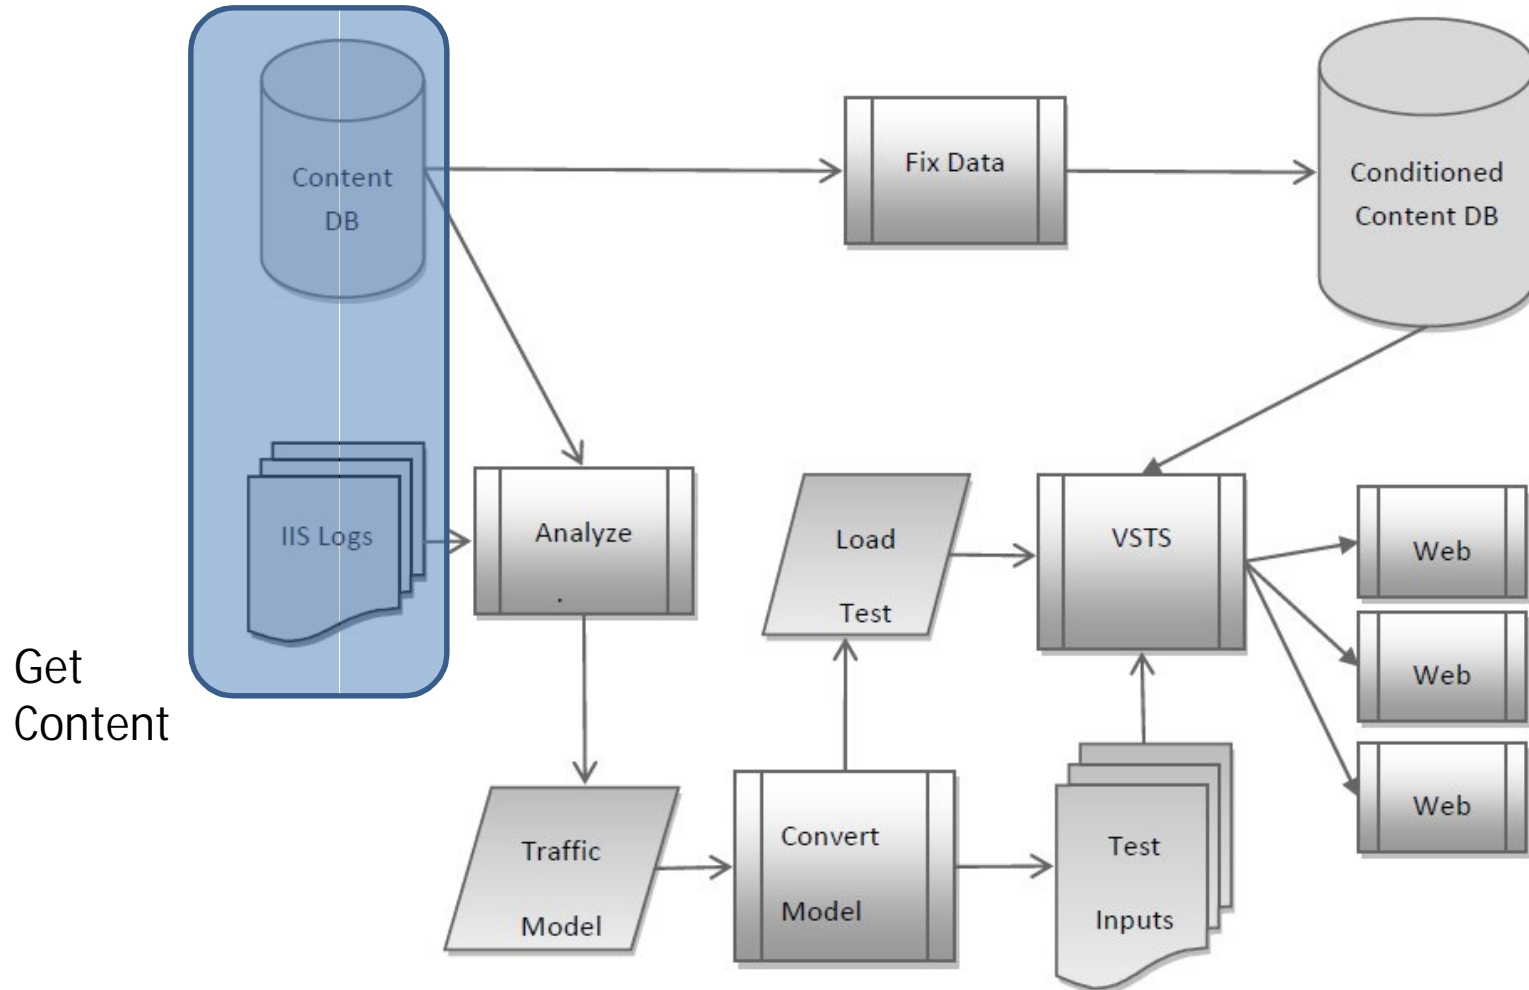 Content
DB
Fix Data
Conditioned
Content DB
IIS Logs
Analyze
.
Load
Test
VSTS
Web
Web
Web
Get
Content
Traffic
Model
Convert
Model
Test
Inputs